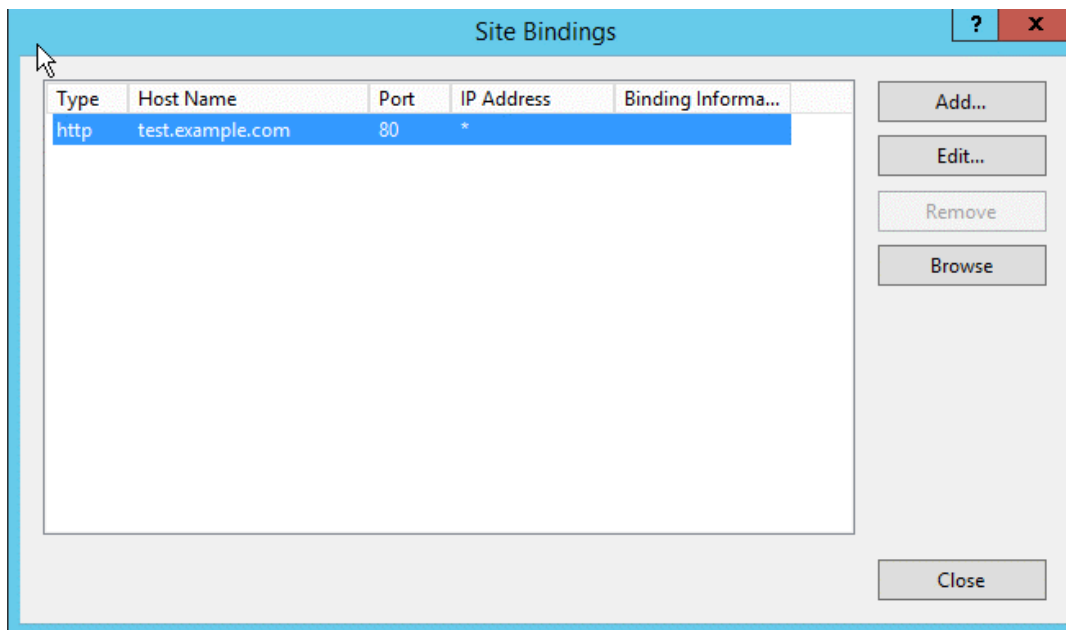 Site Bindings
? x
Type Host Name Port IP Address Binding Informa...
http test.example.com 80 *
Add...
Edit...
Remove
Browse
Close